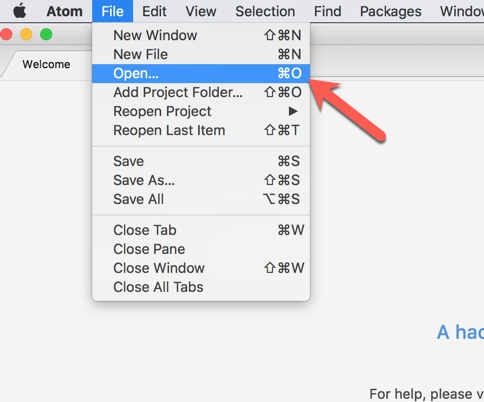 Atom File Edit View Selection Find Packages Window
Welcome
New Window ⇧⌘N
New File ⌘N
Open... ⌘O
Add Project Folder... ⇧⌘O
Reopen Project ▶
Reopen Last Item ⇧⌘T
Save ⌘S
Save As... ⇧⌘S
Save All ⌥⌘S
Close Tab ⌘W
Close Pane
Close Window ⇧⌘W
Close All Tabs
A hac
For help, please v